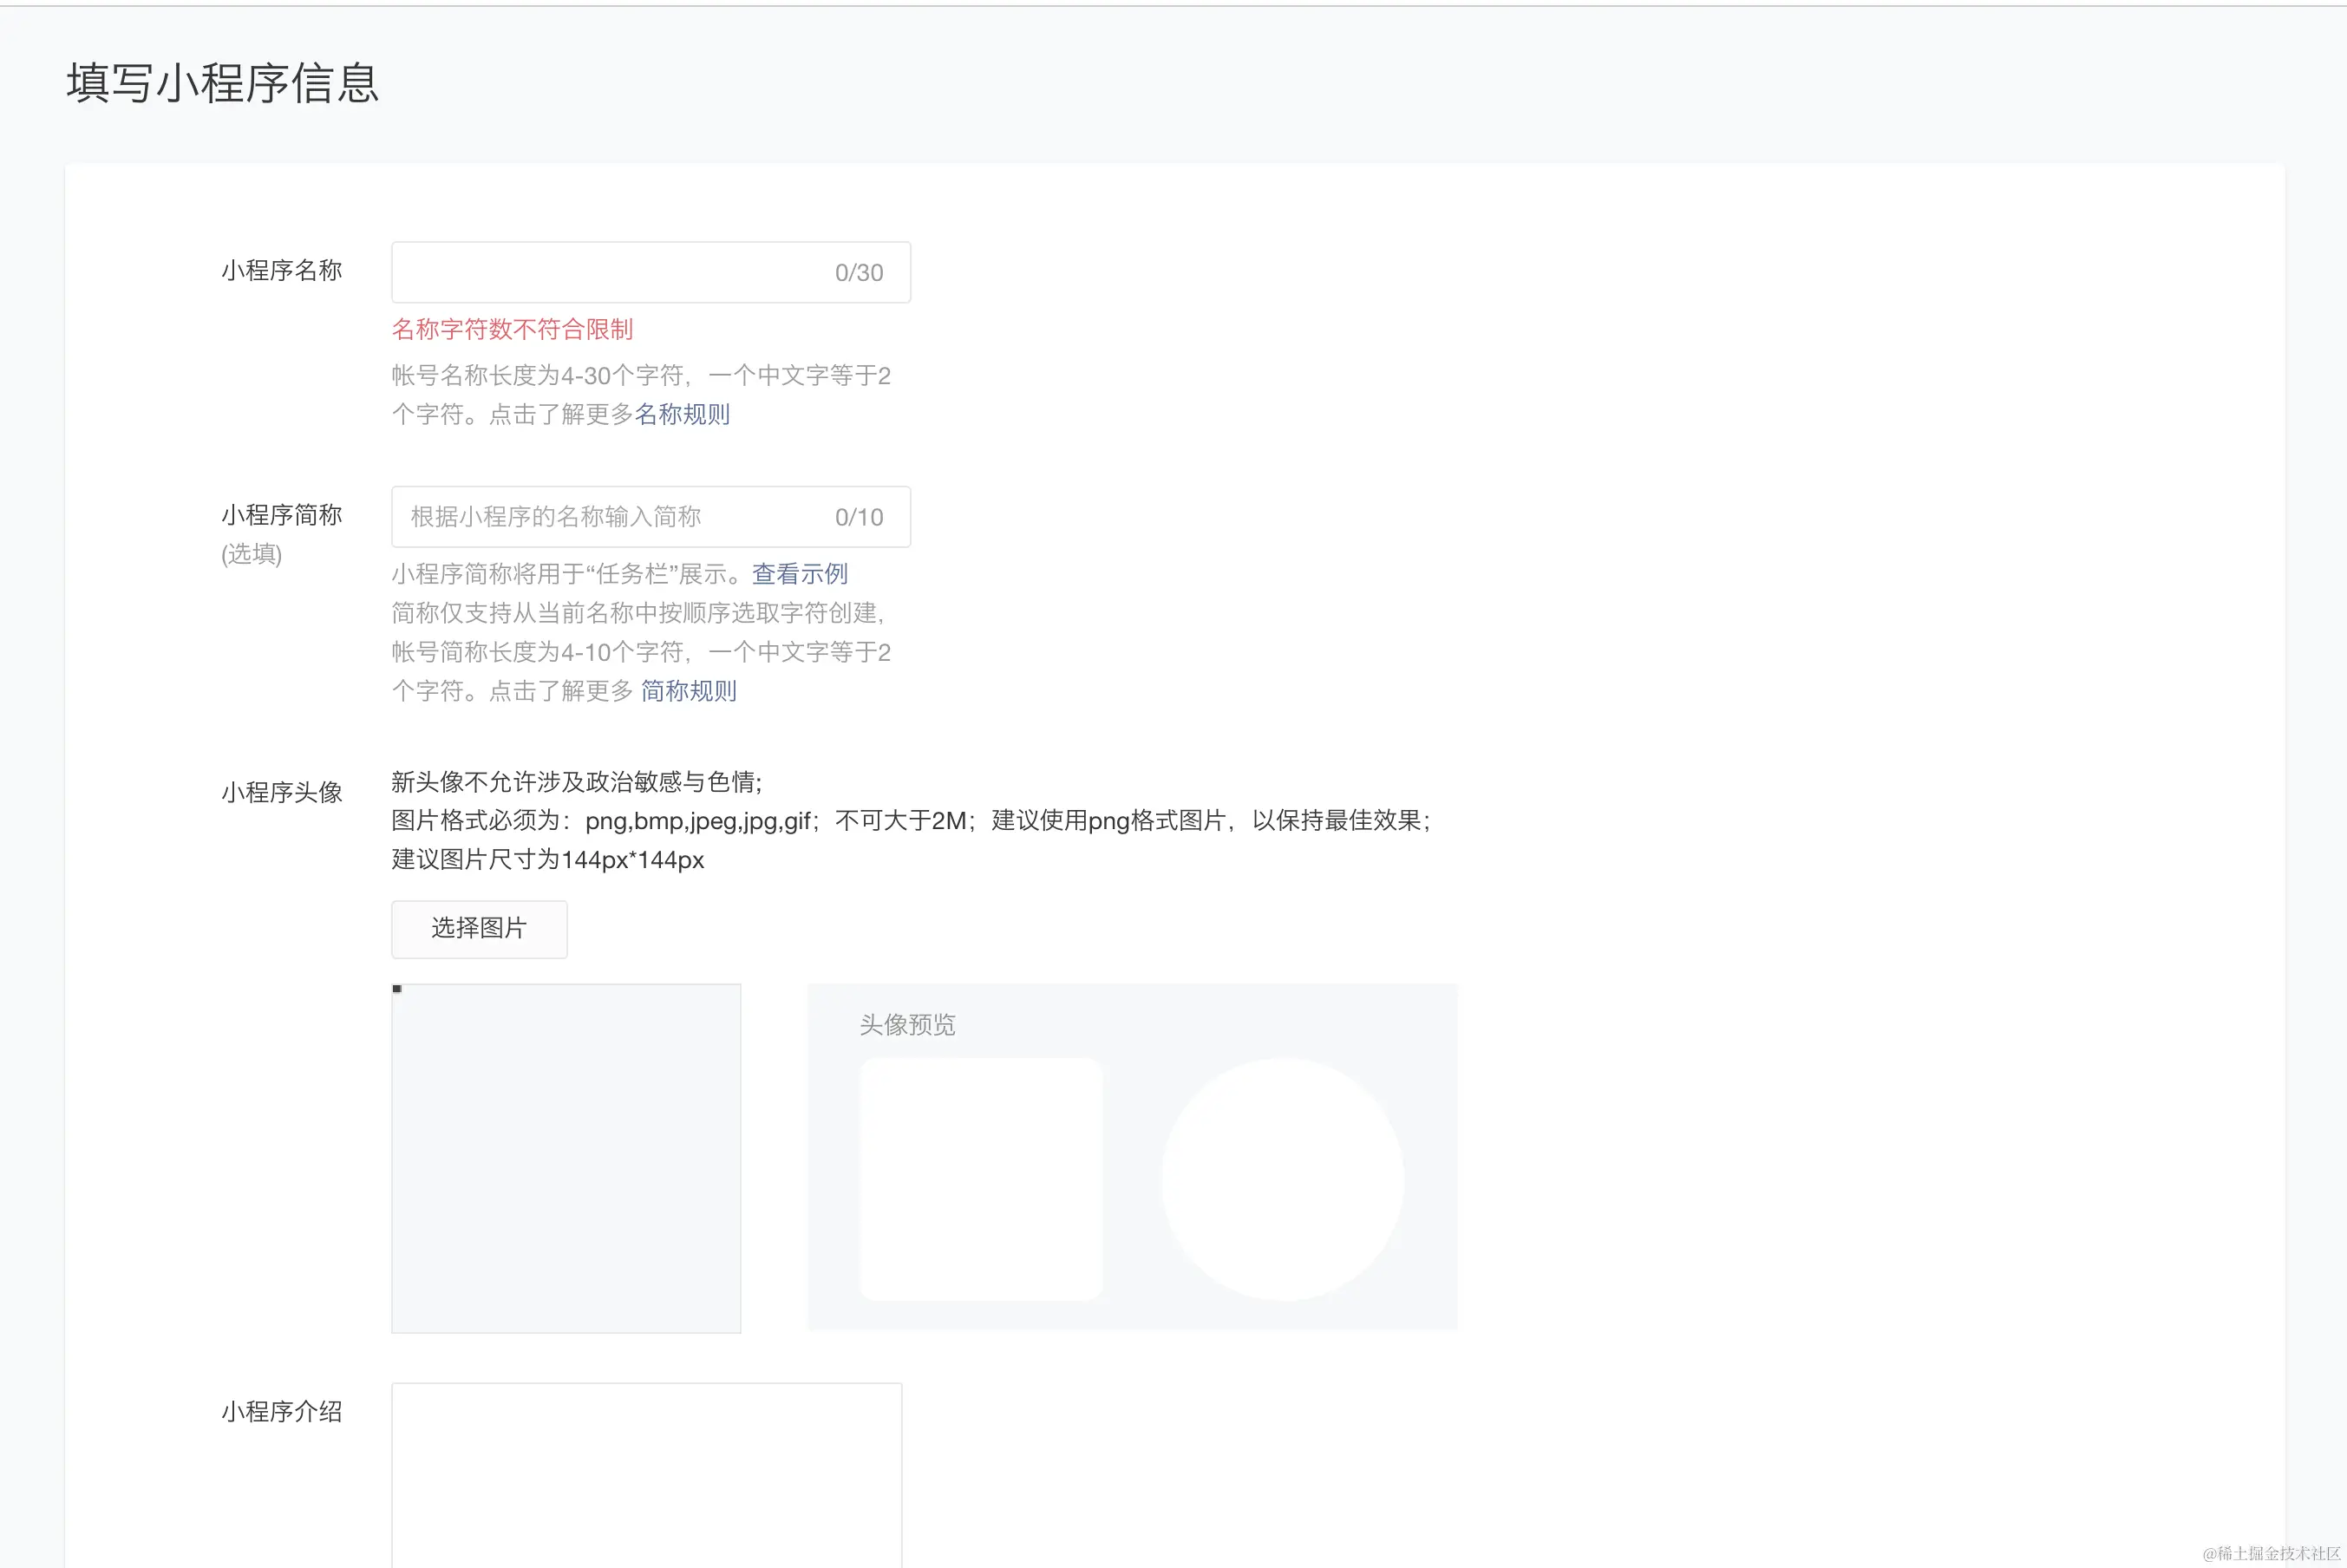 填写小程序信息
小程序名称
0/30
名称字符数不符合限制
帐号名称长度为4-30个字符，一个中文字等于2
个字符。点击了解更多名称规则
小程序简称
(选填)
根据小程序的名称输入简称
0/10
小程序简称将用于“任务栏”展示。查看示例
简称仅支持从当前名称中按顺序选取字符创建，
帐号简称长度为4-10个字符，一个中文字等于2
个字符。点击了解更多 简称规则
小程序头像
新头像不允许涉及政治敏感与色情;
图片格式必须为：png,bmp,jpeg,jpg,gif；不可大于2M；建议使用png格式图片，以保持最佳效果；
建议图片尺寸为144px*144px
选择图片
头像预览
小程序介绍
@稀土掘金技术社区